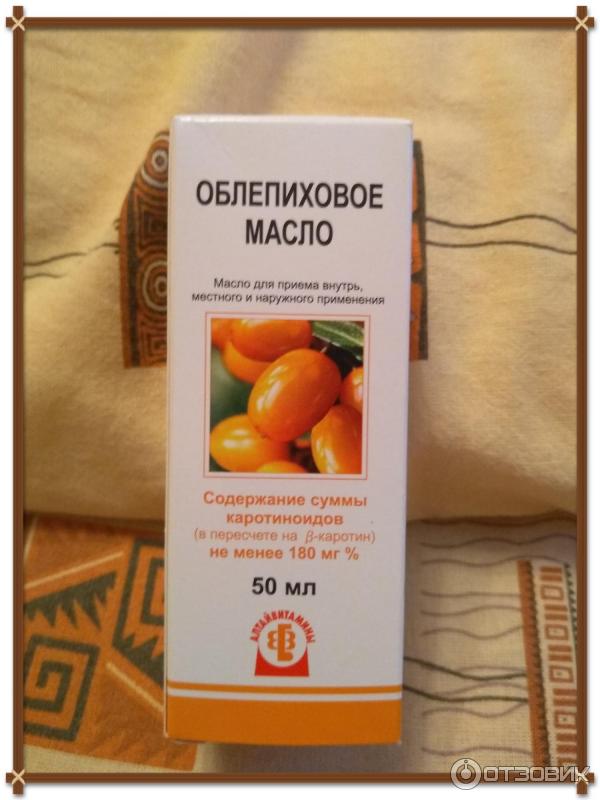 ОБЛЕПИХОВОЕ
МАСЛО
Масло для приема внутрь,
местного и наружного применения
Содержание суммы
каротиноидов
(в пересчете на β-каротин)
не менее 180 мг %
50 мл
АЛТАЙВИТАМИНЫ
ОТЗОВИК